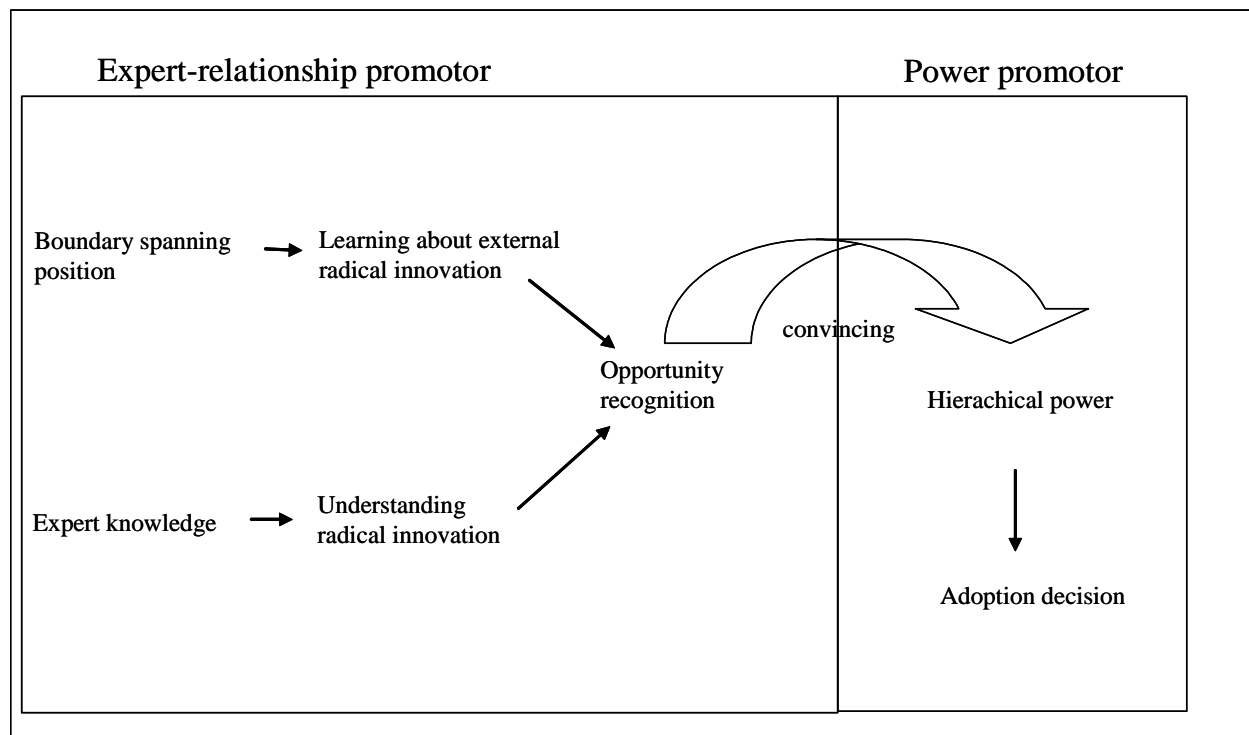 Expert-relationship promotor
Power promotor
Boundary spanning
position
Learning about external
radical innovation
convincing
Opportunity
recognition
Hierachical power
Expert knowledge
Understanding
radical innovation
Adoption decision